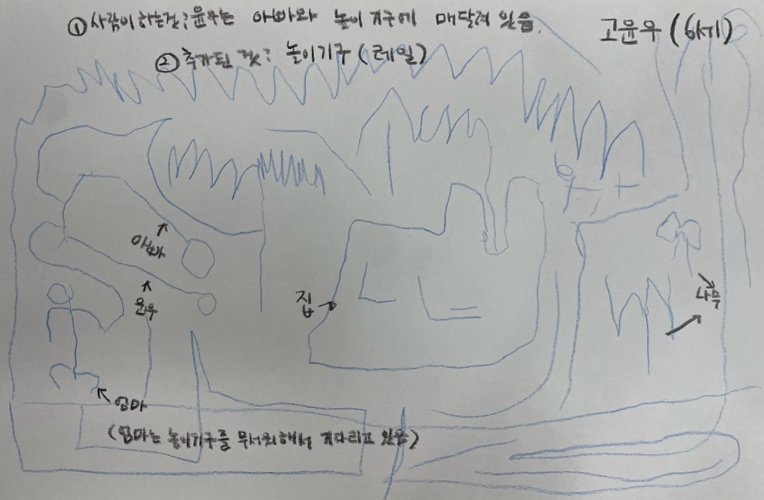 ① 사람이 하는것: 윤우는 아빠와 놀이기구에 매달려 있음.
고윤우 (6세)
② 추가된 것: 놀이기구 (레일)
아빠
윤우
집
나무
엄마
(엄마는 놀이기구를 무서워해서 기다리고 있음)